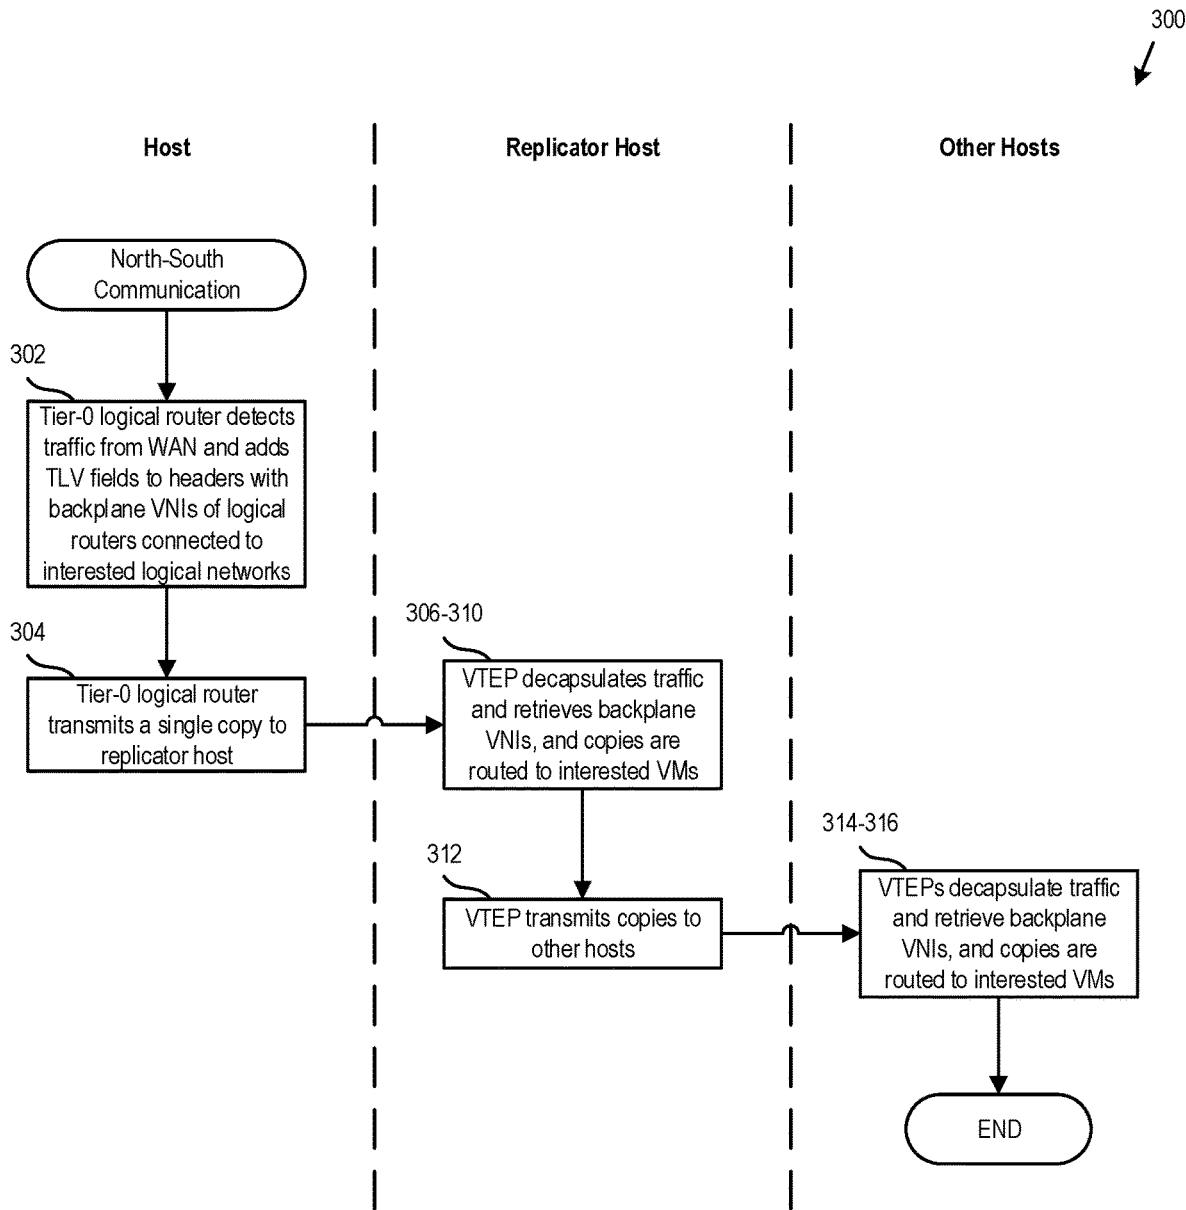 300
Host
Replicator Host
Other Hosts
North-South
Communication
302
Tier-0 logical router detects
traffic from WAN and adds
TLV fields to headers with
backplane VNIs of logical
routers connected to
interested logical networks
304
Tier-0 logical router
transmits a single copy to
replicator host
306-310
VTEP decapsulates traffic
and retrieves backplane
VNIs, and copies are
routed to interested VMs
312
VTEP transmits copies to
other hosts
314-316
VTEPs decapsulate traffic
and retrieve backplane
VNIs, and copies are
routed to interested VMs
END